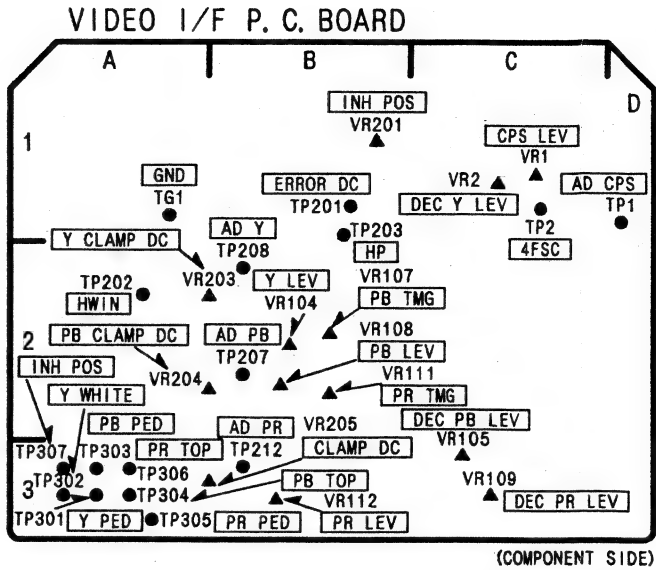 VIDEO I/F P. C. BOARD
A B C D
1
INH POS
VR201
CPS LEV
VR1
GND
TG1
ERROR DC
TP201
VR2
DEC Y LEV
AD CPS
TP1
TP2
4FSC
Y CLAMP DC
AD Y
TP208
TP203
HP
VR203
TP202
HWIN
Y LEV
VR104
VR107
PB TMG
2
PB CLAMP DC
AD PB
TP207
VR108
PB LEV
INH POS
VR204
VR111
PR TMG
Y WHITE
PB PED
AD PR
TP212
VR205
CLAMP DC
DEC PB LEV
VR105
TP307
TP303
PR TOP
TP302
TP306
3
TP304
PB TOP
VR109
DEC PR LEV
TP301
Y PED
TP305
PR PED
VR112
PR LEV
(COMPONENT SIDE)